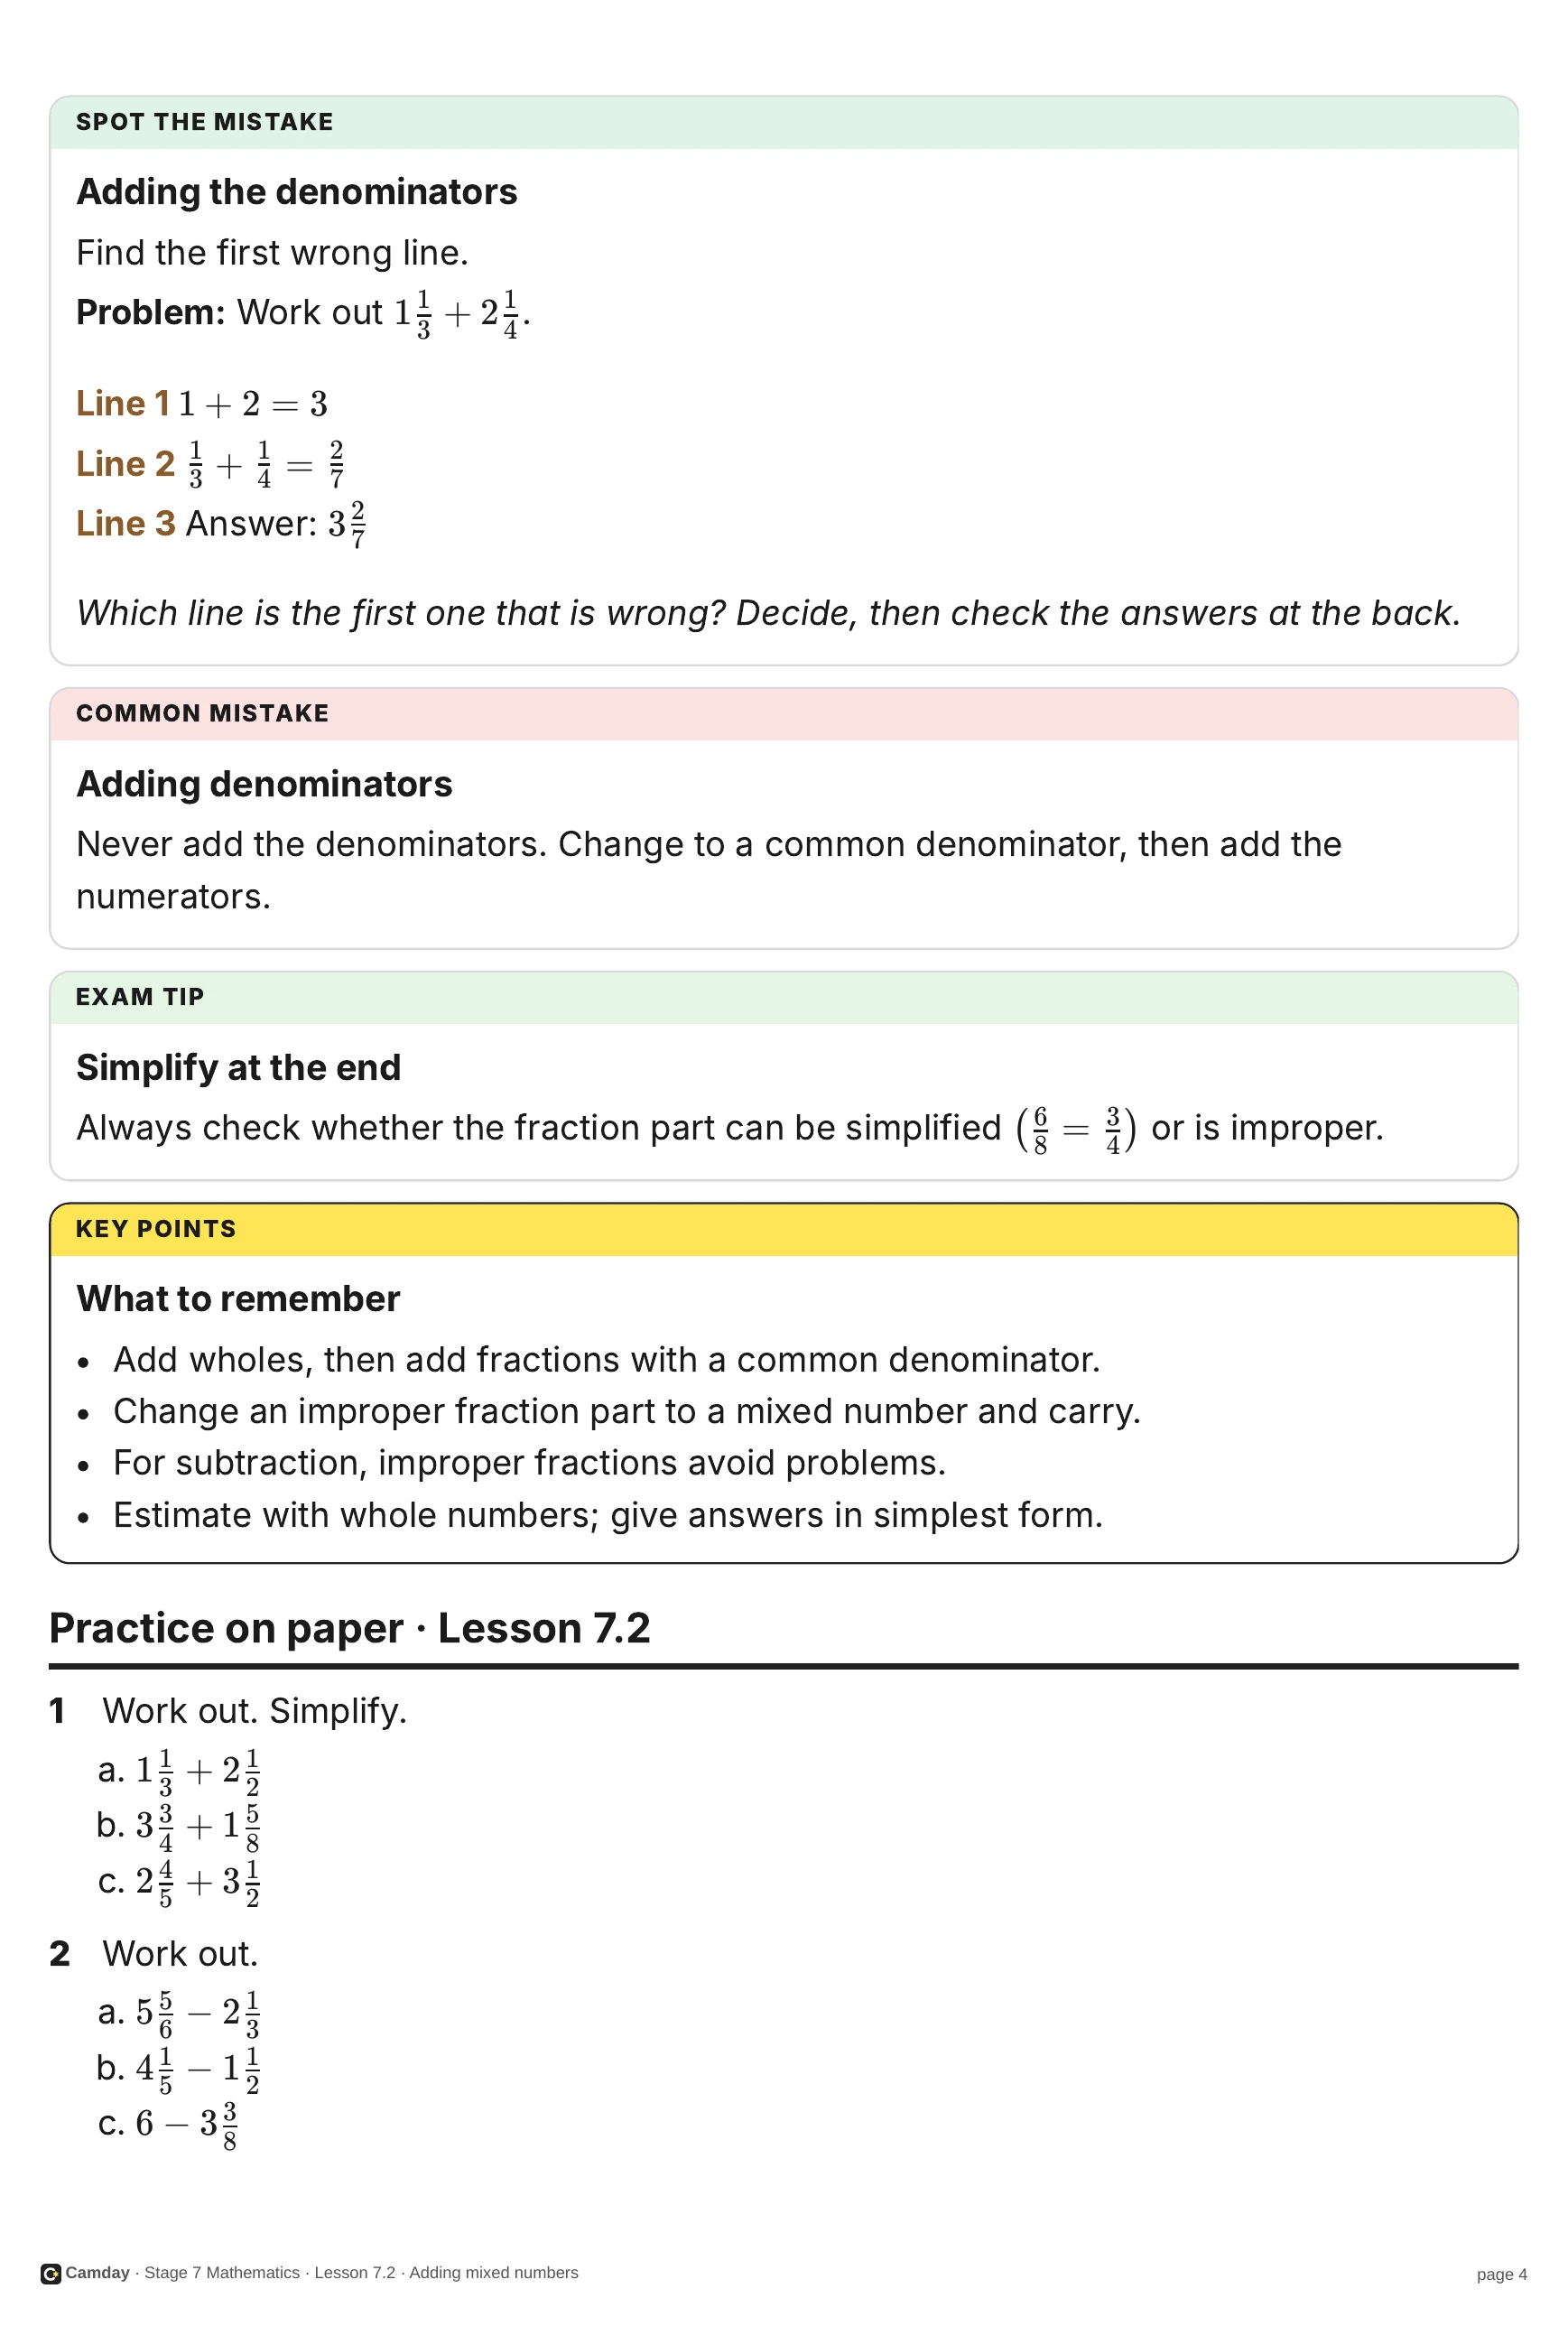 SPOT THE MISTAKE
Adding the denominators
Find the first wrong line.
Problem: Work out 1 1/3 + 2 1/4.
Line 1 1 + 2 = 3
Line 2 1/3 + 1/4 = 2/7
Line 3 Answer: 3 2/7
Which line is the first one that is wrong? Decide, then check the answers at the back.
COMMON MISTAKE
Adding denominators
Never add the denominators. Change to a common denominator, then add the
numerators.
EXAM TIP
Simplify at the end
Always check whether the fraction part can be simplified (6/8 = 3/4) or is improper.
KEY POINTS
What to remember
• Add wholes, then add fractions with a common denominator.
• Change an improper fraction part to a mixed number and carry.
• For subtraction, improper fractions avoid problems.
• Estimate with whole numbers; give answers in simplest form.
Practice on paper · Lesson 7.2
1 Work out. Simplify.
a. 1 1/3 + 2 1/2
b. 3 3/4 + 1 5/8
c. 2 4/5 + 3 1/2
2 Work out.
a. 5 5/6 − 2 1/3
b. 4 1/5 − 1 1/2
c. 6 − 3 3/8
Camday · Stage 7 Mathematics · Lesson 7.2 · Adding mixed numbers
page 4